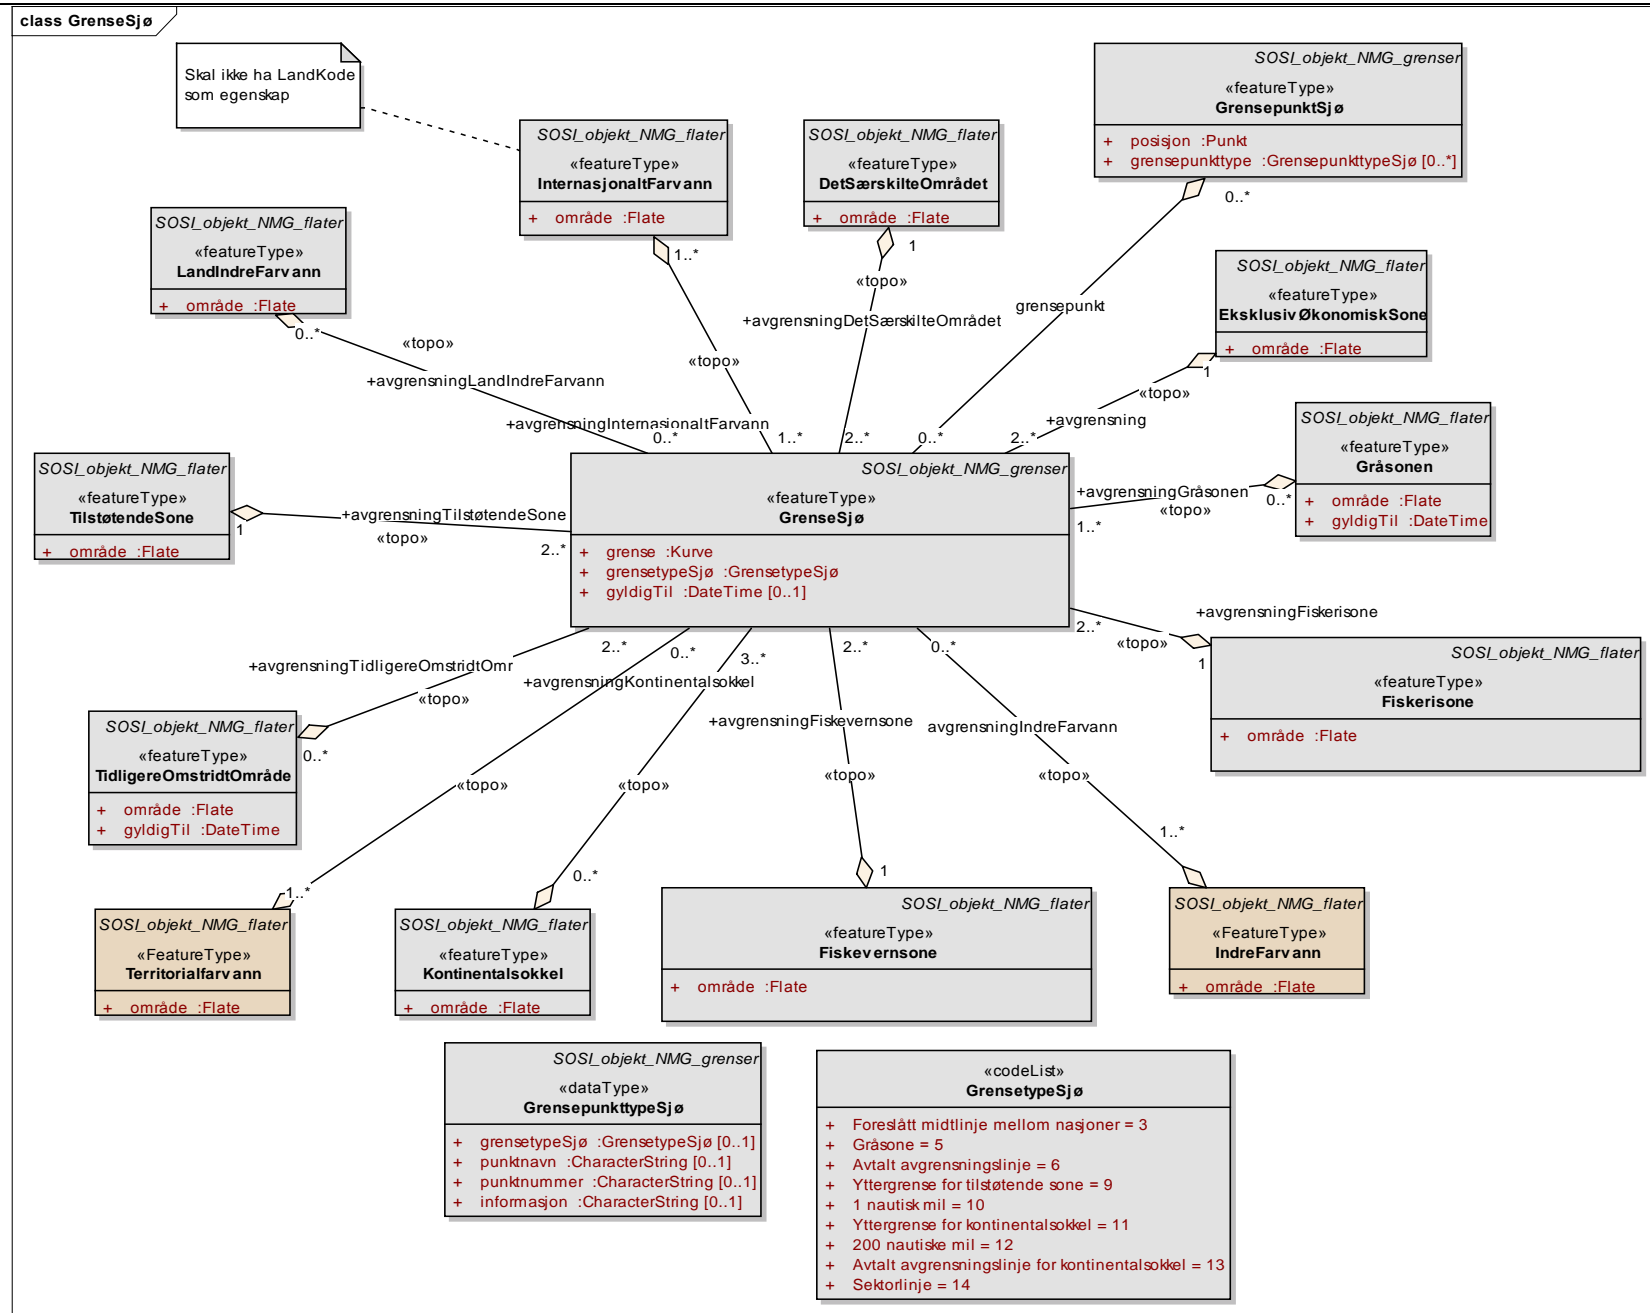 class GrenseSjø
Skal ikke ha LandKode
som egenskap
SOSI_objekt_NMG_flater
«featureType»
InternasjonaltFarvann
+ område :Flate
SOSI_objekt_NMG_flater
«featureType»
DetSærskilteOmrådet
+ område :Flate
SOSI_objekt_NMG_grenser
«featureType»
GrensepunktSjø
+ posisjon :Punkt
+ grensepunkttype :GrensepunkttypeSjø [0..*]
SOSI_objekt_NMG_flater
«featureType»
LandIndreFarvann
+ område :Flate
SOSI_objekt_NMG_flater
«featureType»
EksklusivØkonomiskSone
+ område :Flate
0..*
«topo»
+avgrensningLandIndreFarvann
0..*
1..*
«topo»
+avgrensningInternasjonaltFarvann
1..*
1
«topo»
+avgrensningDetSærskilteOmrådet
2..*
0..*
grensepunkt
0..*
1
«topo»
+avgrensning
2..*
SOSI_objekt_NMG_flater
«featureType»
Gråsonen
+ område :Flate
+ gyldigTil :DateTime
+avgrensningGråsonen
0..*
«topo»
1..*
SOSI_objekt_NMG_flater
«featureType»
TilstøtendeSone
+ område :Flate
1
+avgrensningTilstøtendeSone
«topo»
2..*
SOSI_objekt_NMG_grenser
«featureType»
GrenseSjø
+ grense :Kurve
+ grensetypeSjø :GrensetypeSjø
+ gyldigTil :DateTime [0..1]
+avgrensningFiskerisone
2..*
«topo»
1
SOSI_objekt_NMG_flater
«featureType»
Fiskerisone
+ område :Flate
2..*
+avgrensningTidligereOmstridtOmr
«topo»
0..*
SOSI_objekt_NMG_flater
«featureType»
TidligereOmstridtOmråde
+ område :Flate
+ gyldigTil :DateTime
0..*
«topo»
1..*
3..*
+avgrensningKontinentalsokkel
«topo»
0..*
2..*
+avgrensningFiskevernsone
«topo»
1
0..*
avgrensningIndreFarvann
«topo»
1..*
SOSI_objekt_NMG_flater
«FeatureType»
Territorialfarvann
+ område :Flate
SOSI_objekt_NMG_flater
«featureType»
Kontinentalsokkel
+ område :Flate
SOSI_objekt_NMG_flater
«featureType»
Fiskevernsone
+ område :Flate
SOSI_objekt_NMG_flater
«FeatureType»
IndreFarvann
+ område :Flate
SOSI_objekt_NMG_grenser
«dataType»
GrensepunkttypeSjø
+ grensetypeSjø :GrensetypeSjø [0..1]
+ punktnavn :CharacterString [0..1]
+ punktnummer :CharacterString [0..1]
+ informasjon :CharacterString [0..1]
«codeList»
GrensetypeSjø
+ Foreslått midtlinje mellom nasjoner = 3
+ Gråsone = 5
+ Avtalt avgrensningslinje = 6
+ Yttergrense for tilstøtende sone = 9
+ 1 nautisk mil = 10
+ Yttergrense for kontinentalsokkel = 11
+ 200 nautiske mil = 12
+ Avtalt avgrensningslinje for kontinentalsokkel = 13
+ Sektorlinje = 14